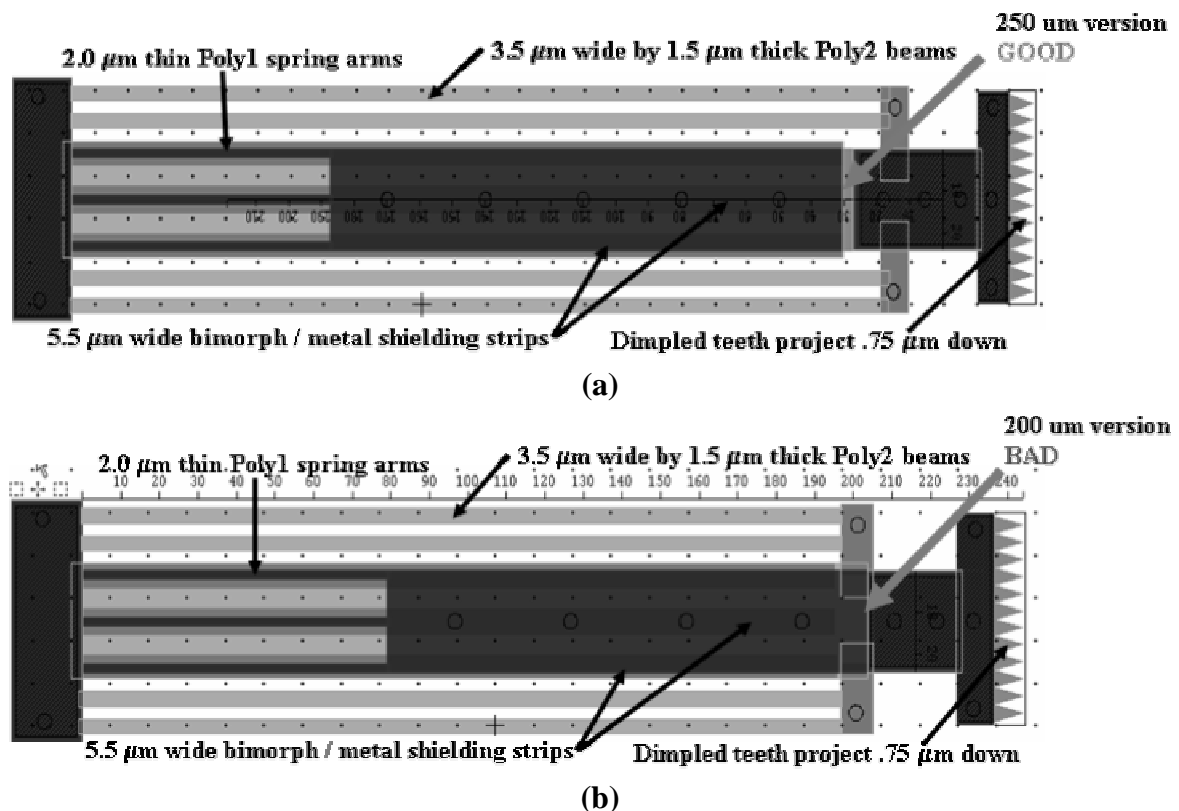 250 um version
GOOD
2.0 μm thin Poly1 spring arms
3.5 μm wide by 1.5 μm thick Poly2 beams
5.5 μm wide bimorph / metal shielding strips
Dimpled teeth project .75 μm down
(a)
200 um version
BAD
2.0 μm thin Poly1 spring arms
3.5 μm wide by 1.5 μm thick Poly2 beams
10 20 30 40 50 60 70 80 90 100 110 120 130 140 150 160 170 180 190 200 210 220 230 240
5.5 μm wide bimorph / metal shielding strips
Dimpled teeth project .75 μm down
(b)